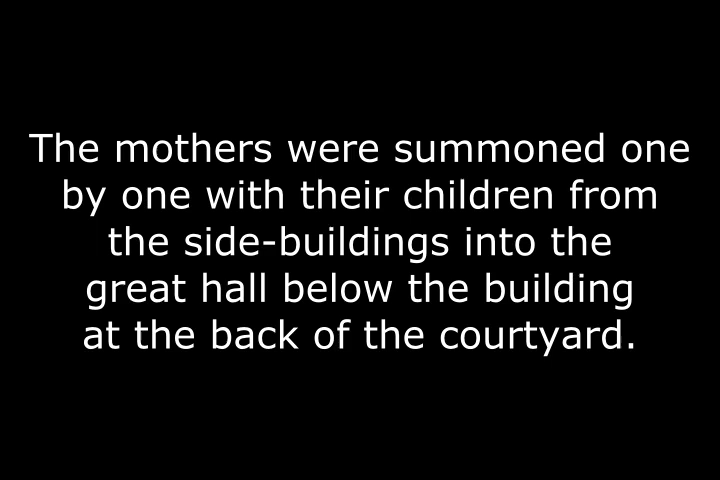 The mothers were summoned one
by one with their children from
the side-buildings into the
great hall below the building
at the back of the courtyard.